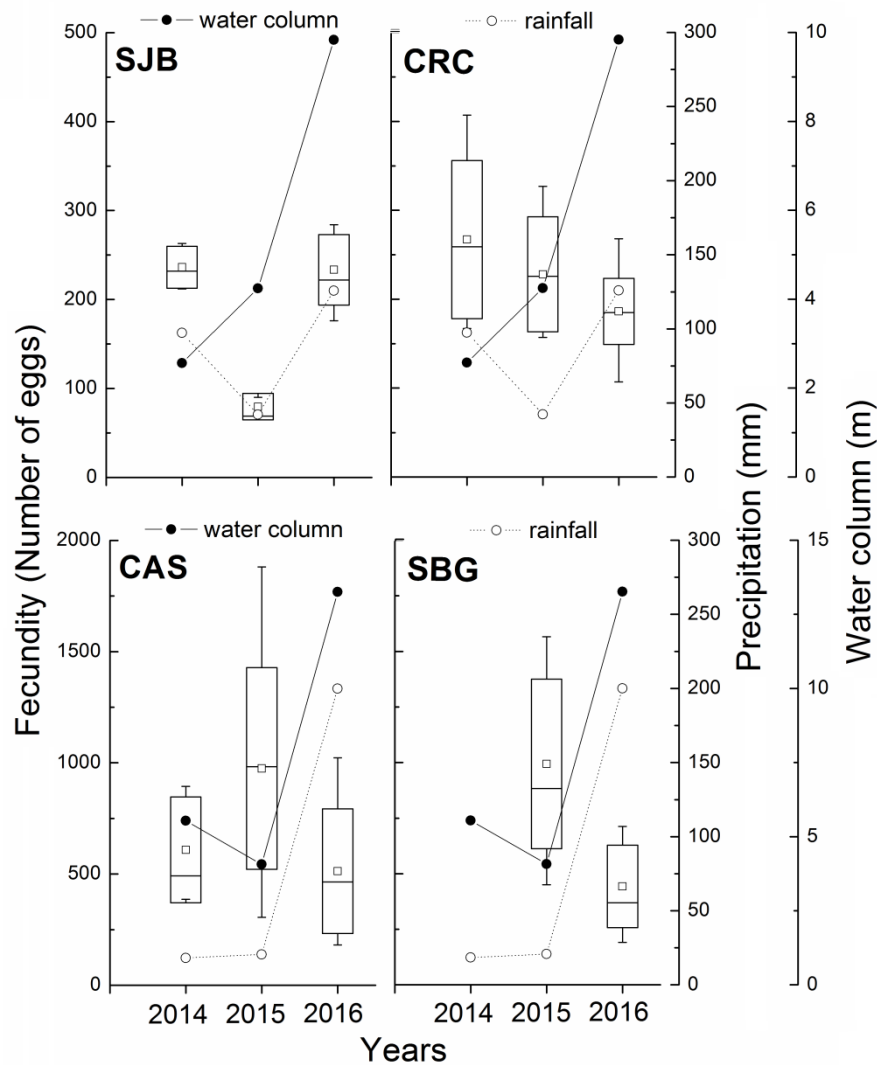 water column
rainfall
SJB
CRC
500
400
300
200
100
0
300
250
200
150
100
50
0
10
8
6
4
2
0
Fecundity (Number of eggs)
Precipitation (mm)
Water column (m)
water column
rainfall
CAS
SBG
2000
1500
1000
500
0
300
250
200
150
100
50
0
15
10
5
0
2014 2015 2016
2014 2015 2016
Years